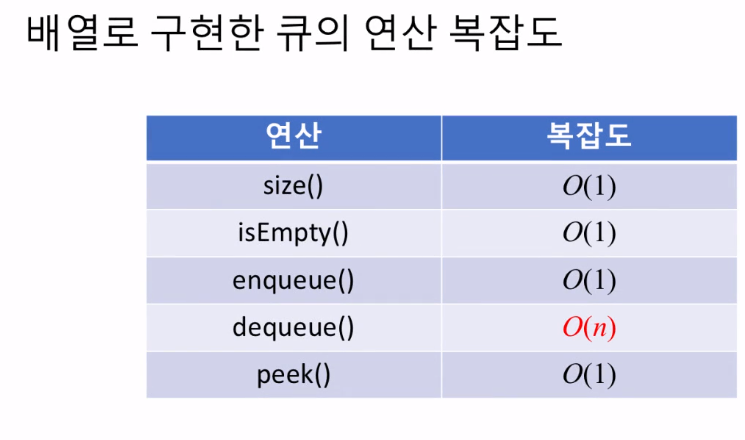 배열로 구현한 큐의 연산 복잡도
연산 복잡도
size() O(1)
isEmpty() O(1)
enqueue() O(1)
dequeue() O(n)
peek() O(1)